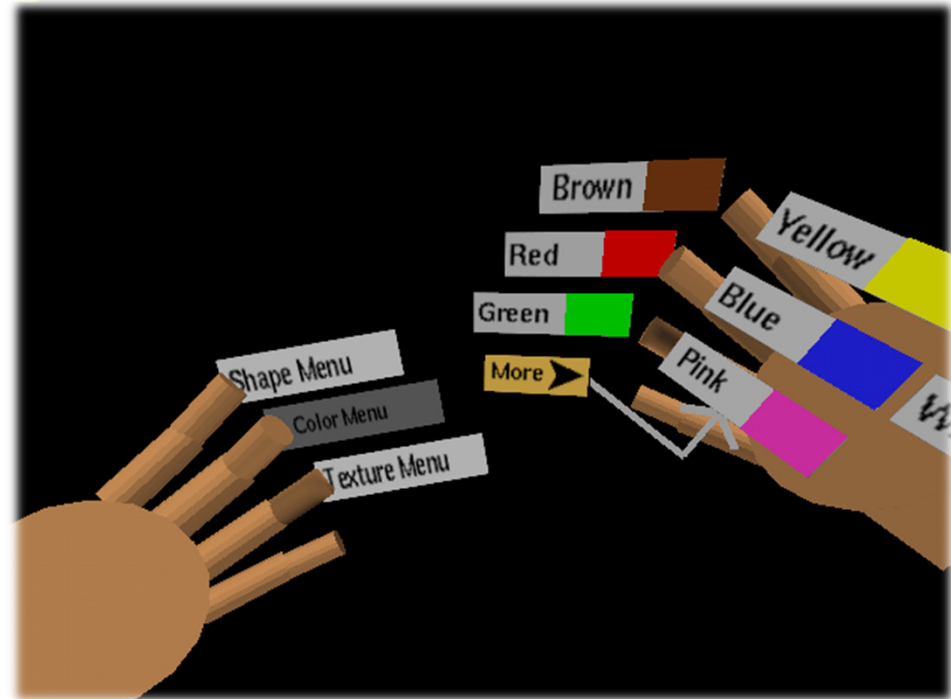 Shape Menu
Color Menu
Texture Menu
Brown
Red
Green
More
Yellow
Blue
Pink